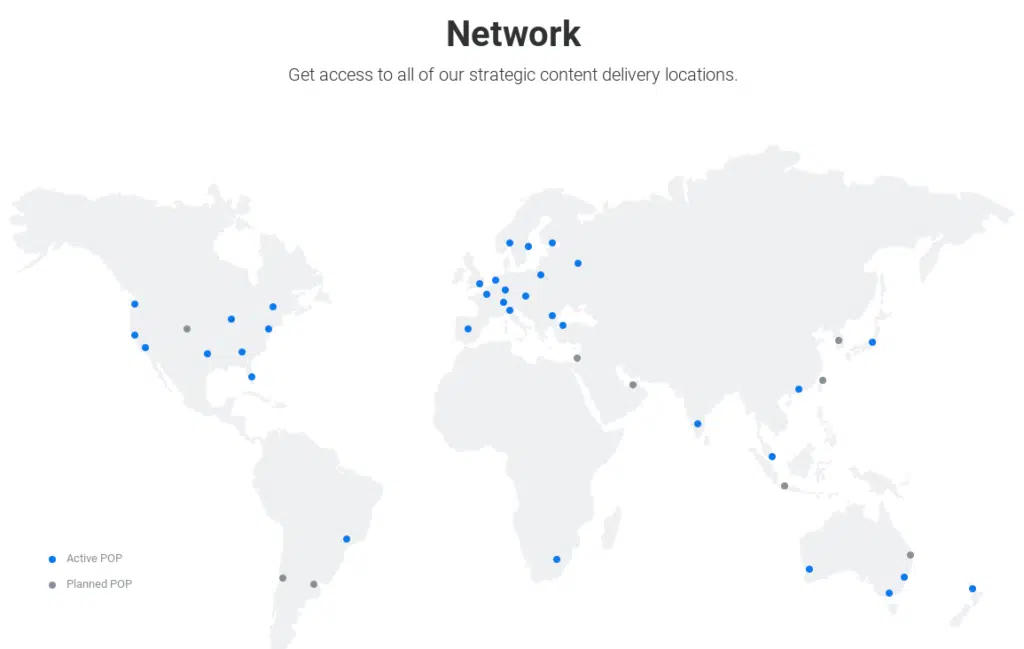 Network
Get access to all of our strategic content delivery locations.
Active POP
Planned POP